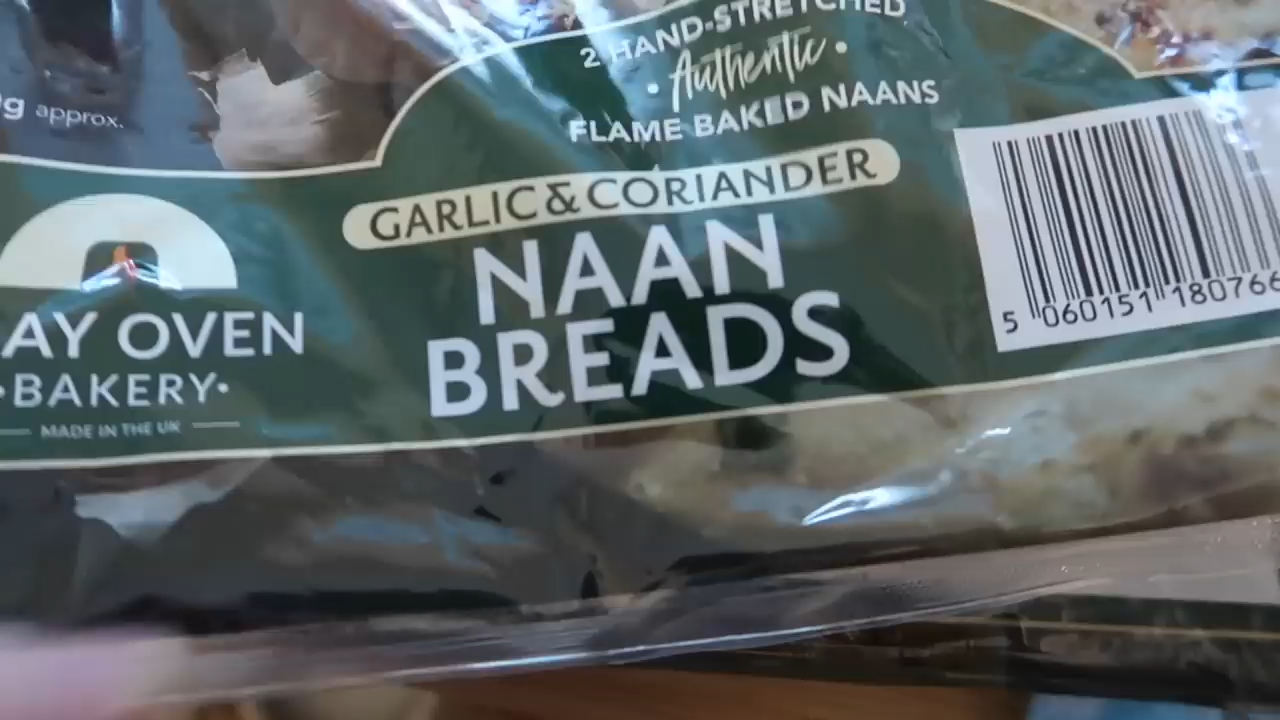 2 HAND-STRETCHED
• Authentic •
FLAME BAKED NAANS
g approx.
GARLIC & CORIANDER
NAAN
BREADS
AY OVEN
•BAKERY•
MADE IN THE UK
5 060151 180766